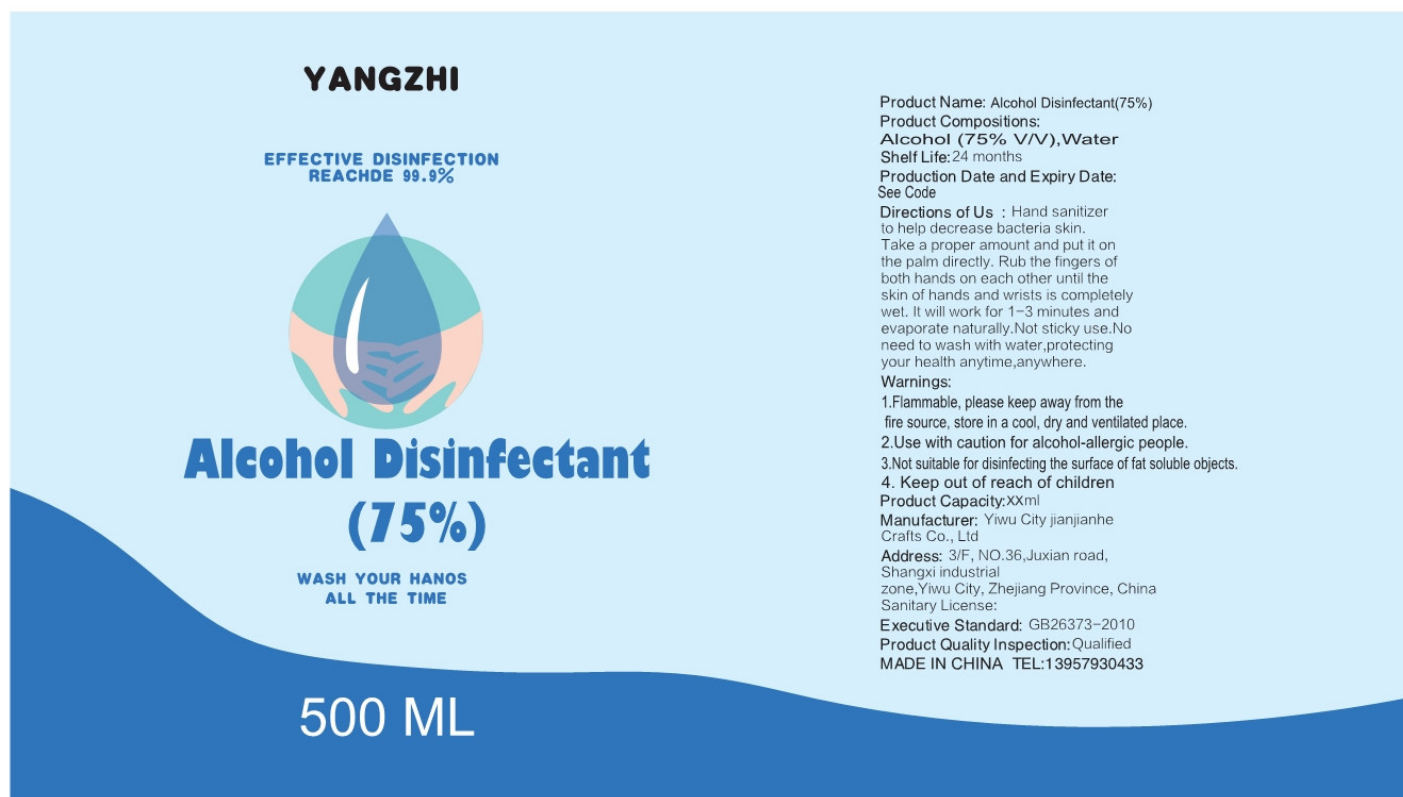 YANGZHI
EFFECTIVE DISINFECTION
REACHDE 99.9%
Alcohol Disinfectant
(75%)
WASH YOUR HANOS
ALL THE TIME
500 ML
Product Name: Alcohol Disinfectant(75%)
Product Compositions:
Alcohol (75% V/V),Water
Shelf Life:24 months
Production Date and Expiry Date:
See Code
Directions of Us : Hand sanitizer
to help decrease bacteria skin.
Take a proper amount and put it on
the palm directly. Rub the fingers of
both hands on each other until the
skin of hands and wrists is completely
wet. It will work for 1-3 minutes and
evaporate naturally.Not sticky use.No
need to wash with water,protecting
your health anytime,anywhere.
Warnings:
1.Flammable, please keep away from the
fire source, store in a cool, dry and ventilated place.
2.Use with caution for alcohol-allergic people.
3.Not suitable for disinfecting the surface of fat soluble objects.
4. Keep out of reach of children
Product Capacity:xxml
Manufacturer: Yiwu City jianjianhe
Crafts Co., Ltd
Address: 3/F, NO.36,Juxian road,
Shangxi industrial
zone,Yiwu City, Zhejiang Province, China
Sanitary License:
Executive Standard: GB26373-2010
Product Quality Inspection:Qualified
MADE IN CHINA TEL:13957930433